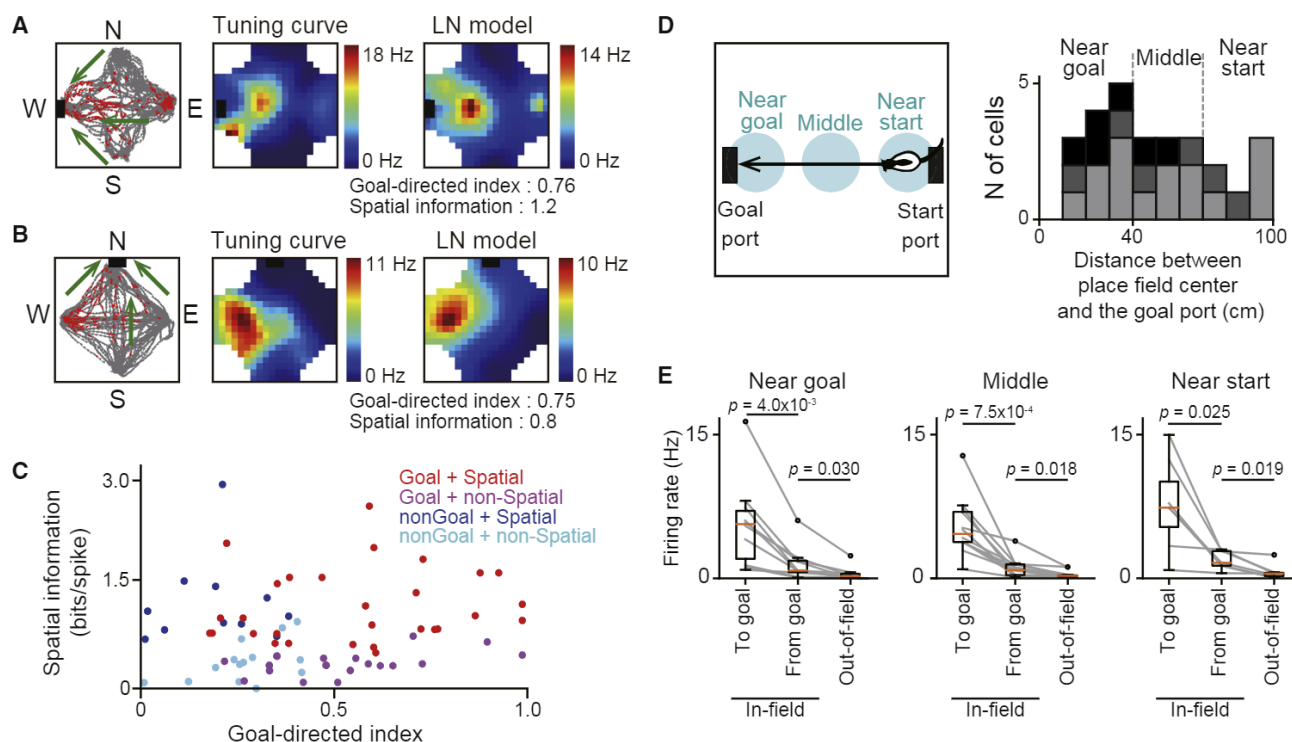 A
N
W
E
S
Tuning curve
18 Hz
0 Hz
LN model
14 Hz
0 Hz
Goal-directed index : 0.76
Spatial information : 1.2
B
N
W
E
S
Tuning curve
11 Hz
0 Hz
LN model
10 Hz
0 Hz
Goal-directed index : 0.75
Spatial information : 0.8
C
Spatial information
(bits/spike)
3.0
1.5
0
Goal + Spatial
Goal + non-Spatial
nonGoal + Spatial
nonGoal + non-Spatial
0
0.5
1.0
Goal-directed index
D
Near
goal
Middle
Near
start
Goal
port
Start
port
N of cells
5
0
Near
goal
Middle
Near
start
0
40
100
Distance between
place field center
and the goal port (cm)
E
Firing rate (Hz)
Near goal
p = 4.0x10-3
p = 0.030
15
0
To goal
From goal
Out-of-field
In-field
Middle
p = 7.5x10-4
p = 0.018
15
0
To goal
From goal
Out-of-field
In-field
Near start
p = 0.025
p = 0.019
15
0
To goal
From goal
Out-of-field
In-field